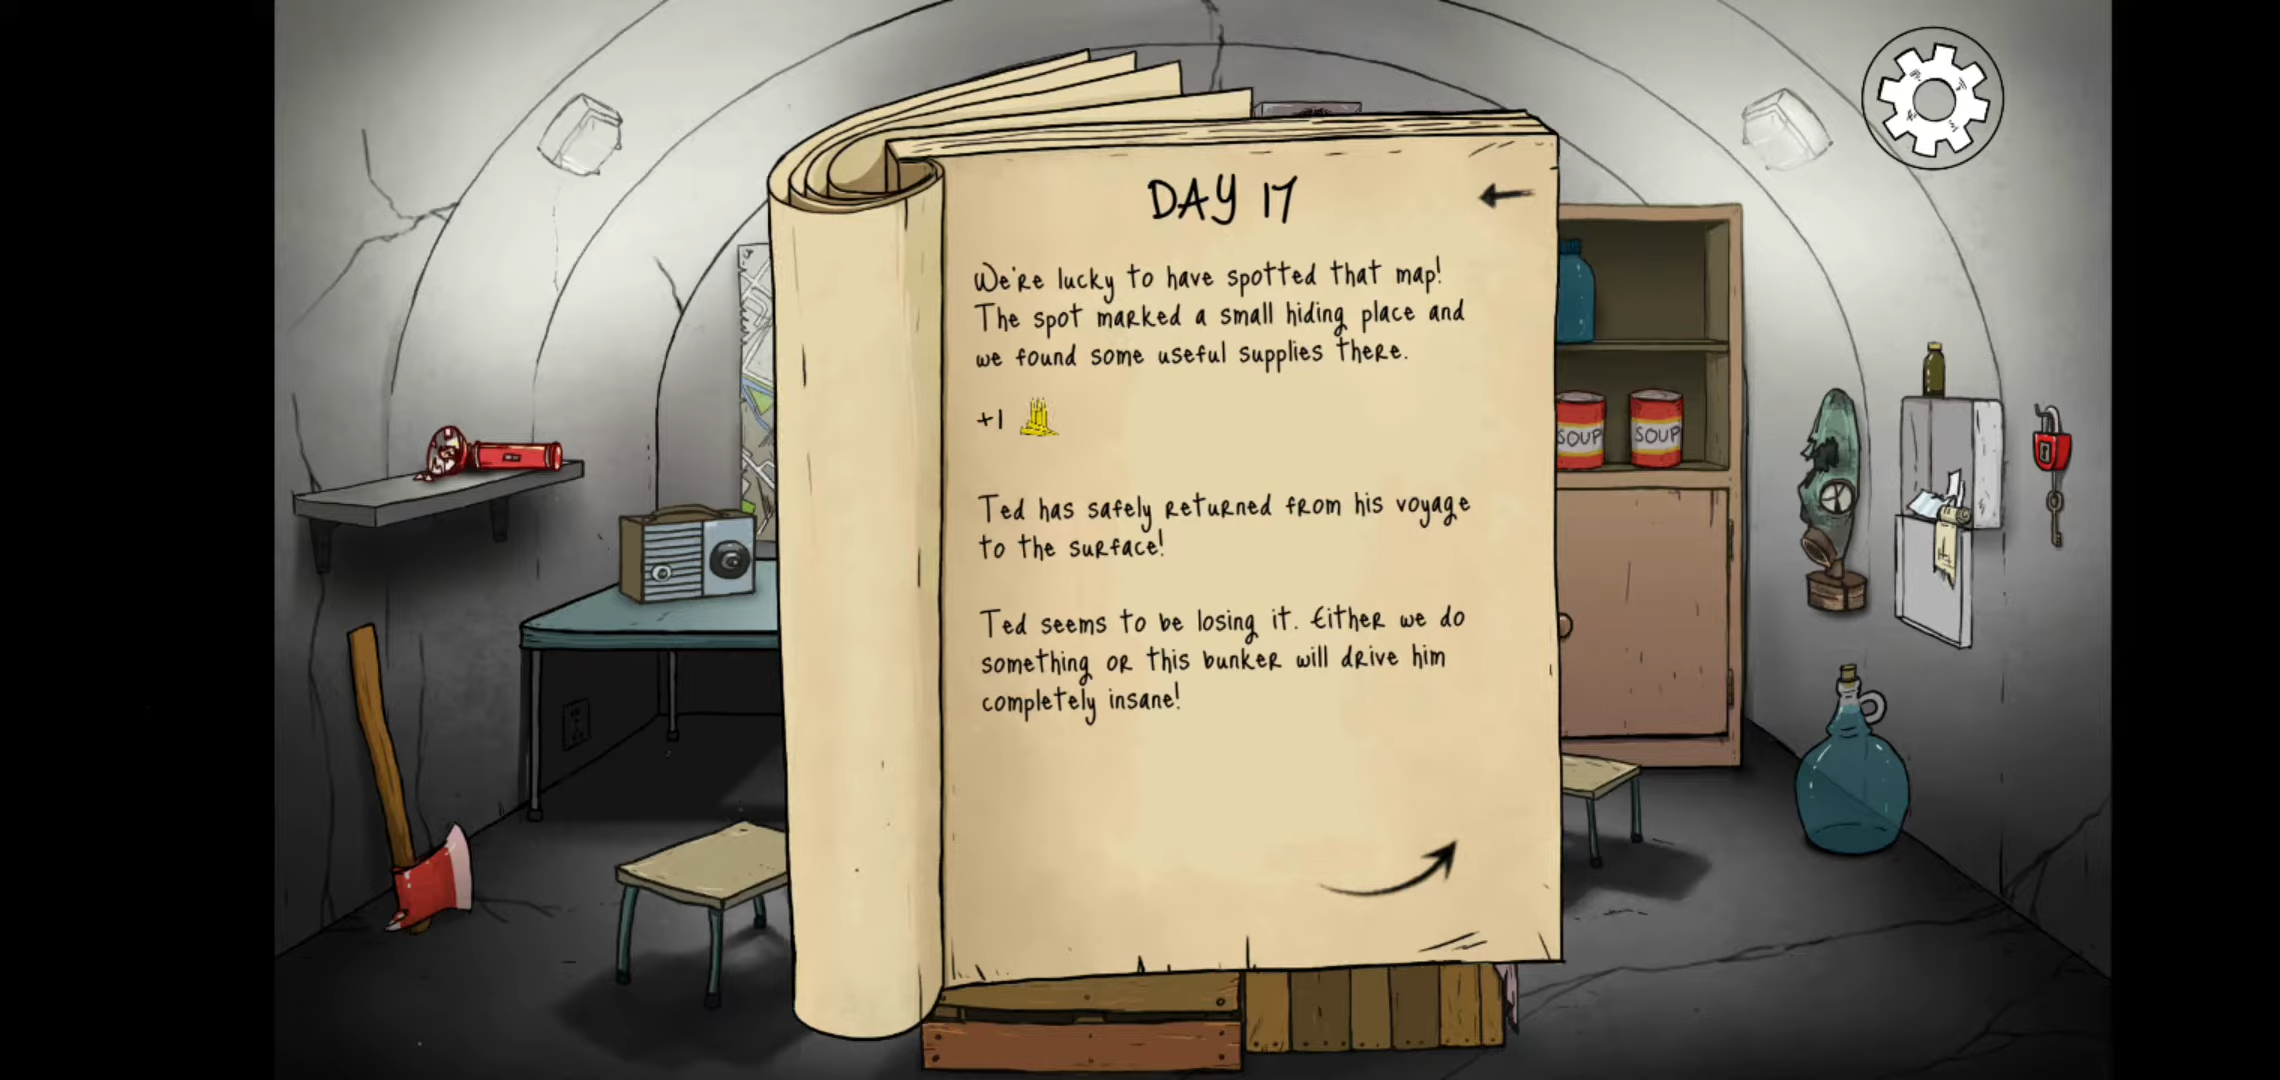 DAY 17
We're lucky to have spotted that map!
The spot marked a small hiding place and
we found some useful supplies there.
+1
SOUP
SOUP
Ted has safely returned from his voyage
to the surface!
Ted seems to be losing it. Either we do
something or this bunker will drive him
completely insane!